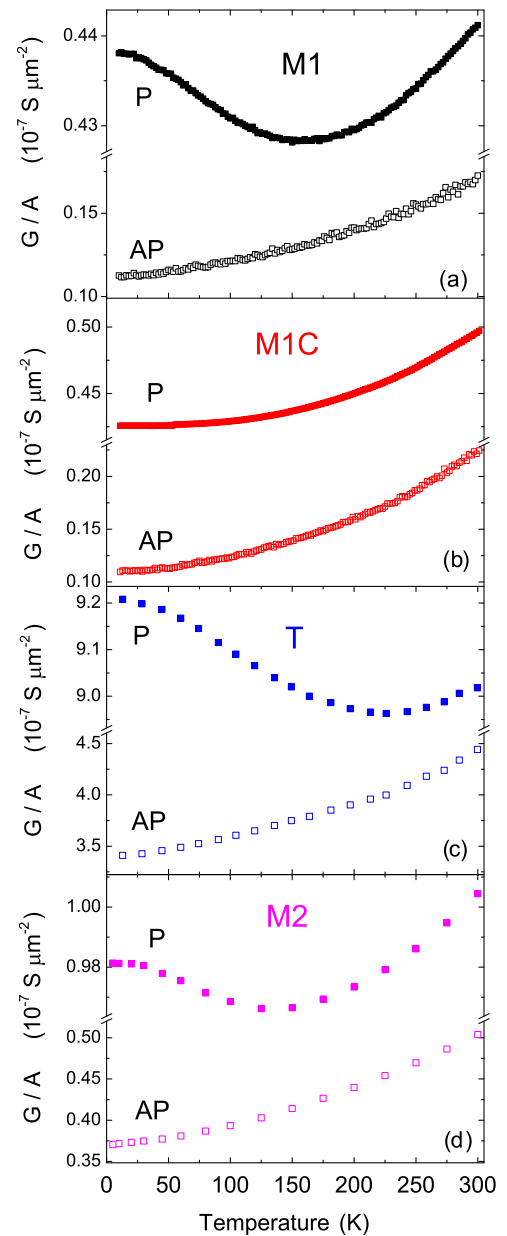 G / A (10⁻⁷ S μm⁻²)
0.44
M1
P
0.43
0.15
AP
0.10
(a)
G / A (10⁻⁷ S μm⁻²)
0.50
M1C
P
0.45
0.20
AP
0.15
(b)
0.10
G / A (10⁻⁷ S μm⁻²)
9.2
P
T
9.1
9.0
4.5
4.0
AP
3.5
(c)
G / A (10⁻⁷ S μm⁻²)
1.00
M2
P
0.98
0.50
0.45
AP
0.40
(d)
0.35
0 50 100 150 200 250 300
Temperature (K)